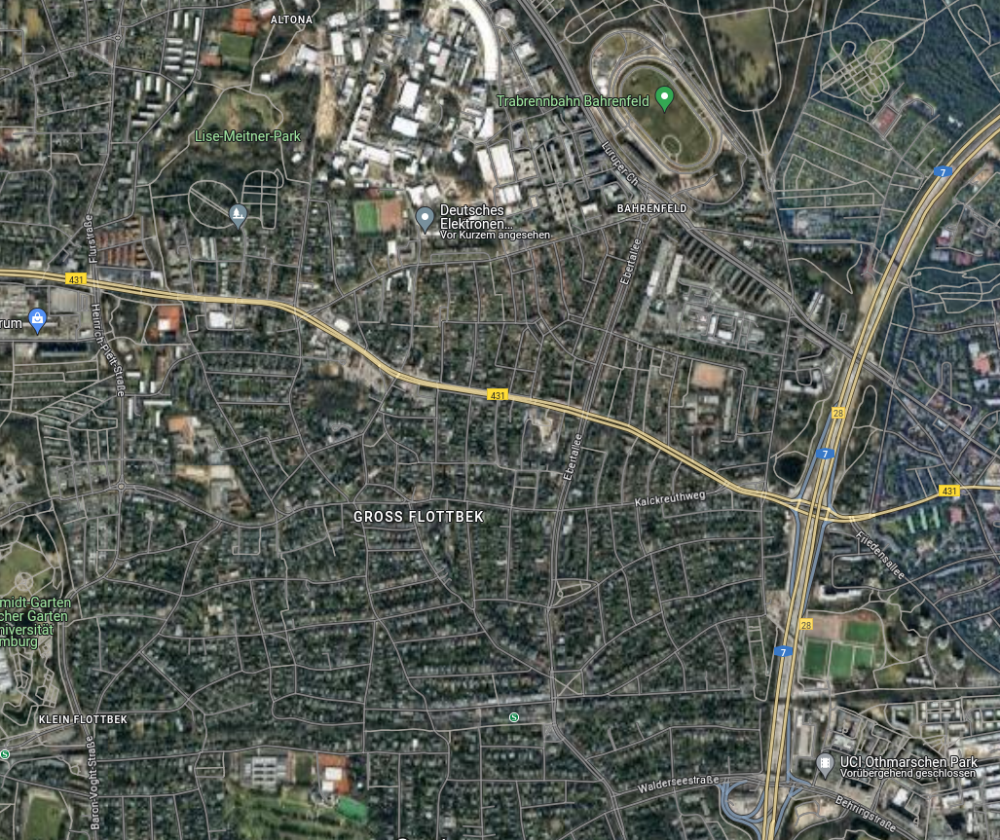 ALTONA
Trabrennbahn Bahrenfeld
Lise-Meitner-Park
Luruper Ch.
7
BAHRENFELD
Deutsches
Elektronen...
Vor Kurzem angesehen
Flurstraße
Ebertallee
431
rum
Heinrich-Plett-Straße
431
28
7
Ebertallee
431
Kalckreuthweg
GROSS FLOTTBEK
Friedensallee
midt-Garten
cher Garten
niversität
mburg
28
7
S
KLEIN FLOTTBEK
S
Baron-Voght-Straße
UCI Othmarschen Park
Vorübergehend geschlossen
Walderseestraße
Behringstraße